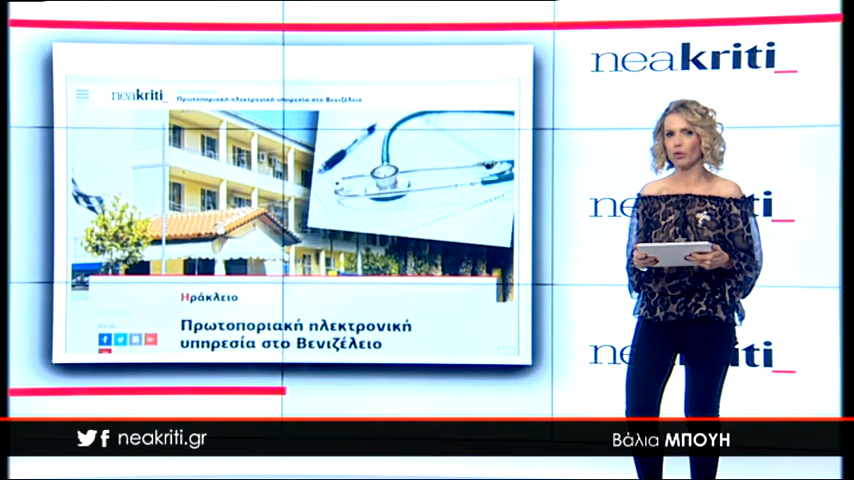 neakriti_
neakriti_
Πρωτοποριακή ηλεκτρονική υπηρεσία στο Βενιζέλειο
Ηράκλειο
Πρωτοποριακή ηλεκτρονική
υπηρεσία στο Βενιζέλειο
neakriti_
neakriti_
neakriti.gr
Βάλια ΜΠΟΥΗ